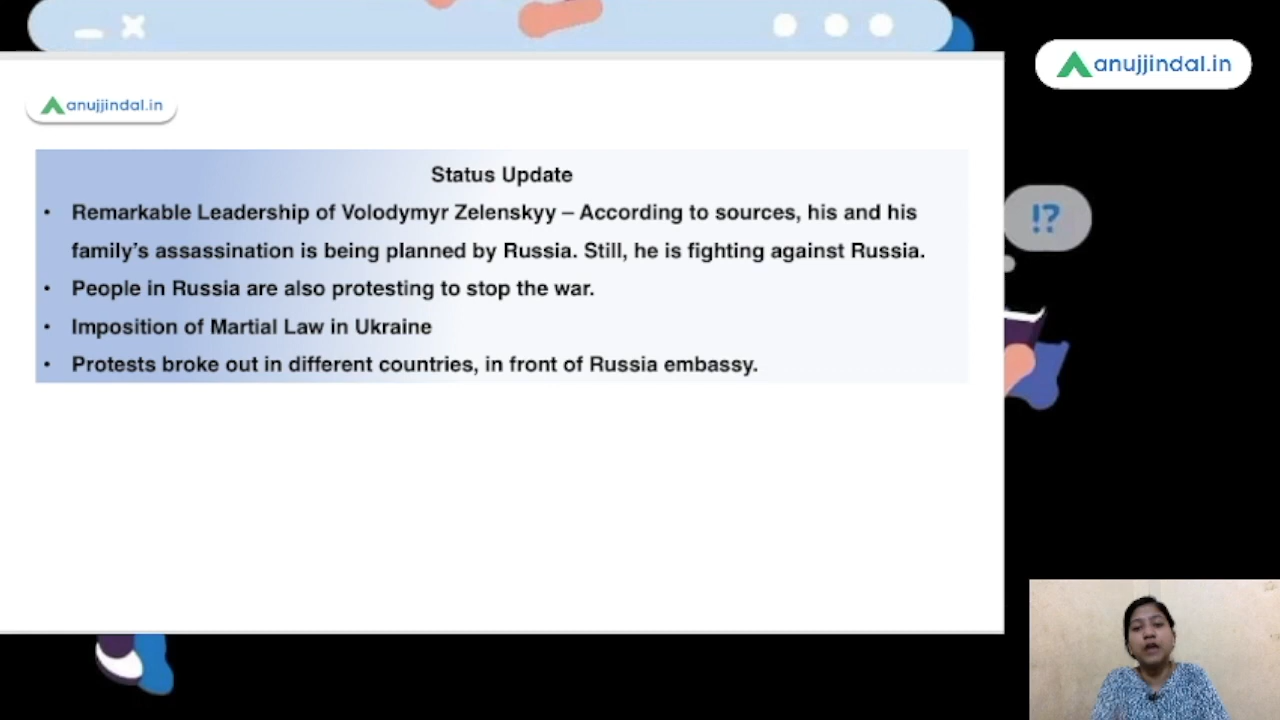 anujjindal.in
anujjindal.in
Status Update
• Remarkable Leadership of Volodymyr Zelenskyy – According to sources, his and his
family's assassination is being planned by Russia. Still, he is fighting against Russia.
• People in Russia are also protesting to stop the war.
• Imposition of Martial Law in Ukraine
• Protests broke out in different countries, in front of Russia embassy.
!?